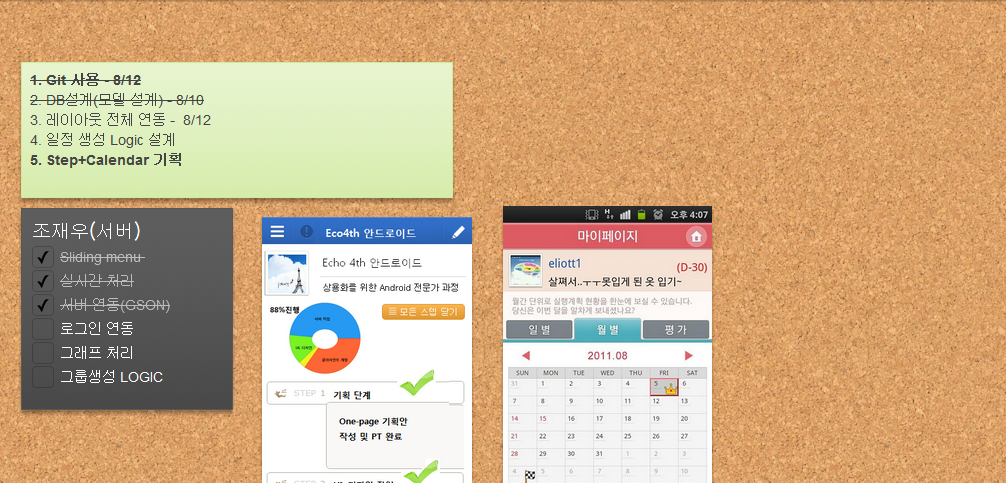 1. Git 사용 - 8/12
2. DB설계(모델 설계) - 8/10
3. 레이아웃 전체 연동 - 8/12
4. 일정 생성 Logic 설계
5. Step+Calendar 기획
조재우(서버)
Sliding menu
실시간 처리
서버 연동(GSON)
로그인 연동
그래프 처리
그룹생성 LOGIC
Eco4th 안드로이드
Echo 4th 안드로이드
상용화를 위한 Android 전문가 과정
88%진행
모든 스텝 닫기
STEP 1 기획 단계
One-page 기획안
작성 및 PT 완료
오후 4:07
마이페이지
eliott1
(D-30)
살쪄서..ㅜㅜ못입게 된 옷 입기~
월간 단위로 실행계획 현황을 한눈에 보실 수 있습니다.
당신은 이번 달을 알차게 보내셨나요?
일 별 월 별 평 가
2011.08
SUN MON TUE WED THU FRI SAT
31 1 2 3 4 5 6
7 8 9 10 11 12 13
14 15 16 17 18 19 20
21 22 23 24 25 26 27
28 29 30 31 1 2 3
4 5 6 7 8 9 10